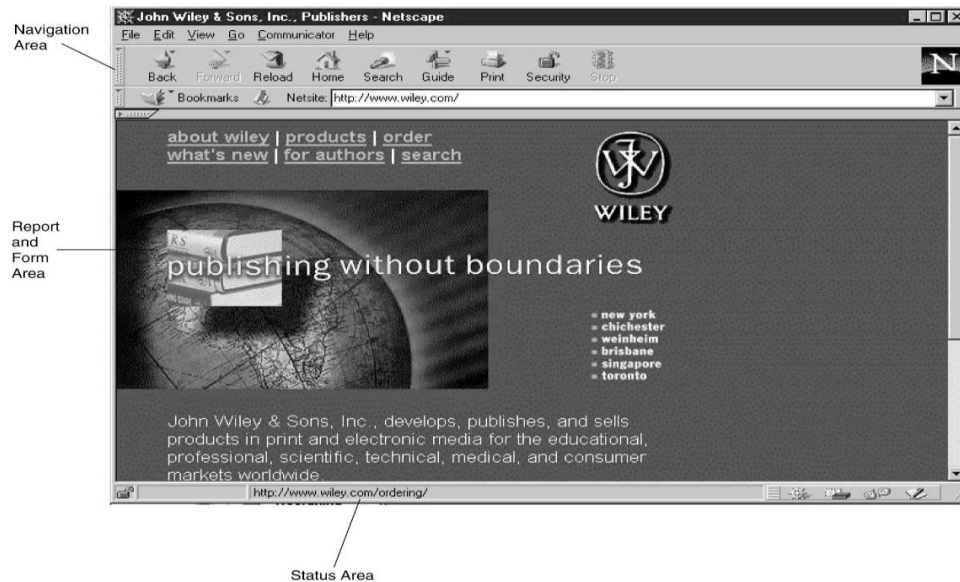 John Wiley & Sons, Inc., Publishers - Netscape
Navigation
Area
File Edit View Go Communicator Help
Back Forward Reload Home Search Guide Print Security Stop
N
Bookmarks Netsite: http://www.wiley.com/
about wiley | products | order
what's new | for authors | search
JW
WILEY
Report
and
Form
Area
R S
publishing without boundaries
= new york
= chichester
= weinheim
= brisbane
= singapore
= toronto
John Wiley & Sons, Inc., develops, publishes, and sells
products in print and electronic media for the educational,
professional, scientific, technical, medical, and consumer
markets worldwide
http://www.wiley.com/ordering/
Status Area